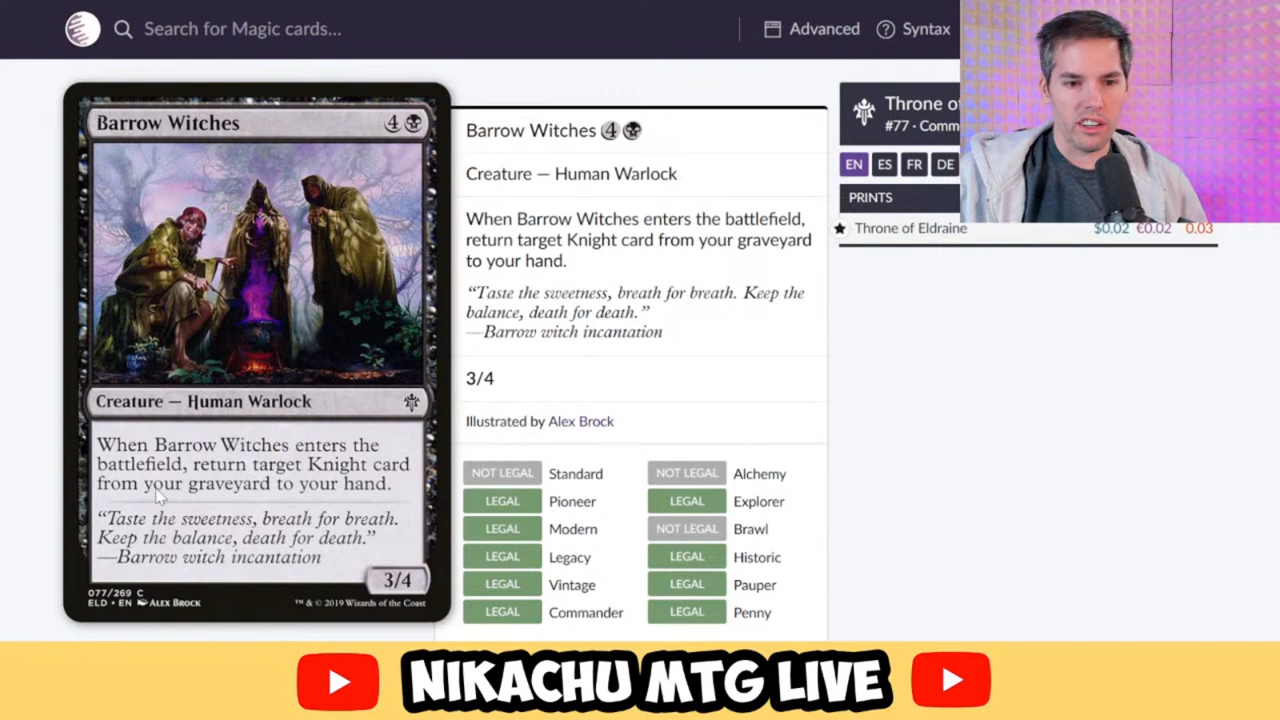 Search for Magic cards...
Advanced
Syntax
Barrow Witches 4
Creature — Human Warlock
When Barrow Witches enters the
battlefield, return target Knight card
from your graveyard to your hand.
“Taste the sweetness, breath for breath.
Keep the balance, death for death.”
—Barrow witch incantation
3/4
077/269 C
ELD • EN ALEX BROCK
™ & © 2019 Wizards of the Coast
Barrow Witches 4
Creature — Human Warlock
When Barrow Witches enters the battlefield,
return target Knight card from your graveyard
to your hand.
“Taste the sweetness, breath for breath. Keep the
balance, death for death.”
—Barrow witch incantation
3/4
Illustrated by Alex Brock
NOT LEGAL Standard NOT LEGAL Alchemy
LEGAL Pioneer LEGAL Explorer
LEGAL Modern NOT LEGAL Brawl
LEGAL Legacy LEGAL Historic
LEGAL Vintage LEGAL Pauper
LEGAL Commander LEGAL Penny
Throne of
#77 · Comm
EN ES FR DE
PRINTS
Throne of Eldraine $0.02 €0.02 0.03
NIKACHU MTG LIVE